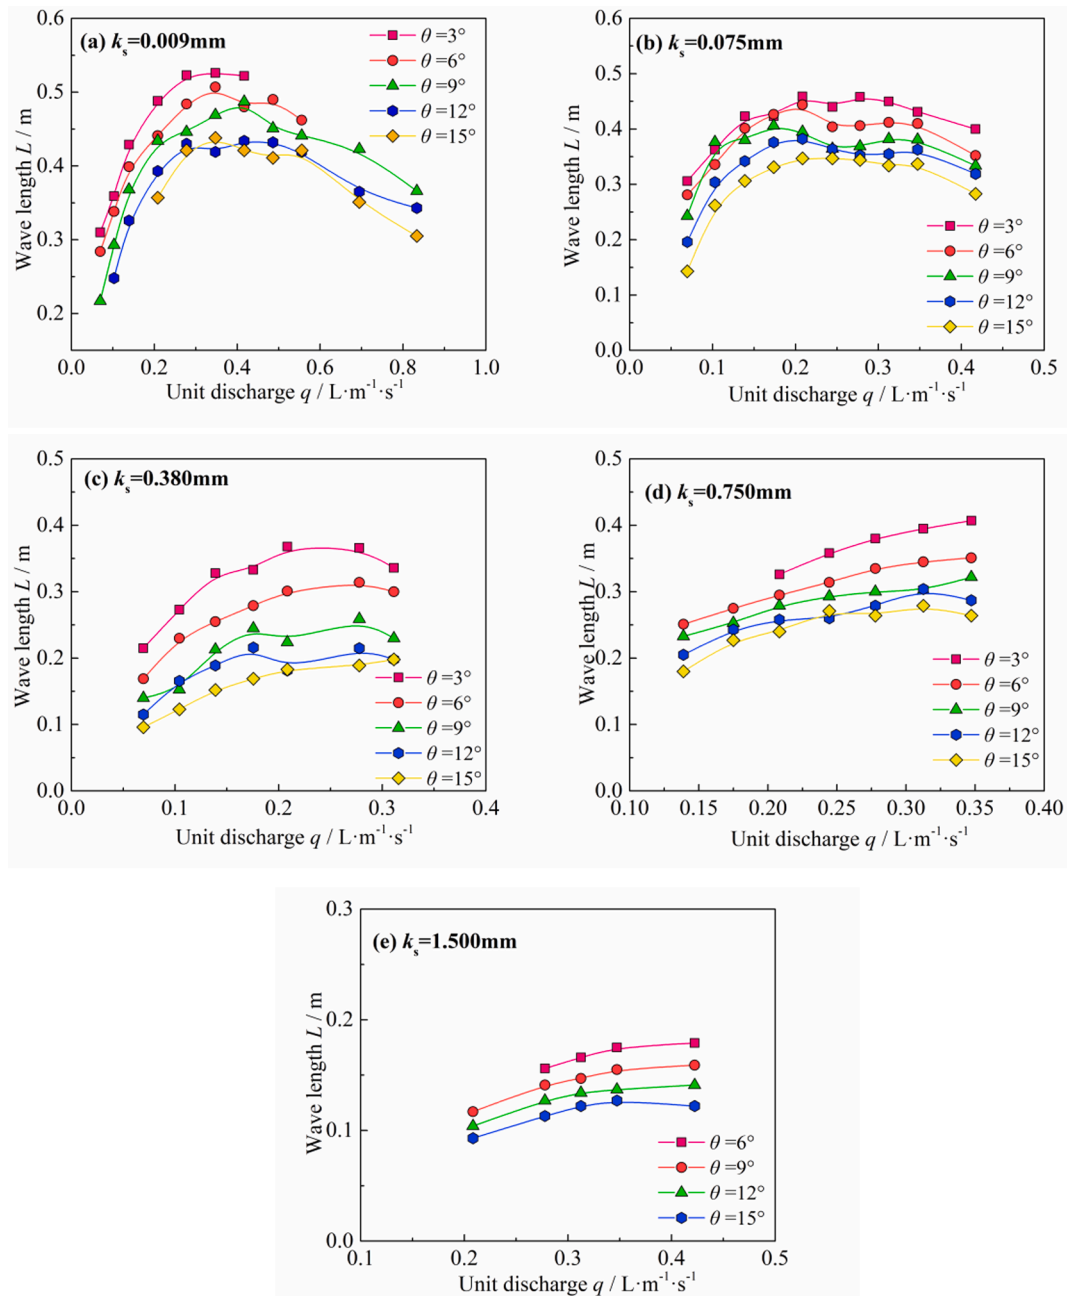 (a) kₛ=0.009mm
θ =3°
θ =6°
θ =9°
θ =12°
θ =15°
0.6
0.5
0.4
0.3
0.2
Wave length L / m
0.0 0.2 0.4 0.6 0.8 1.0
Unit discharge q / L·m⁻¹·s⁻¹
(b) kₛ=0.075mm
θ =3°
θ =6°
θ =9°
θ =12°
θ =15°
0.6
0.5
0.4
0.3
0.2
0.1
0.0
Wave length L / m
0.0 0.1 0.2 0.3 0.4 0.5
Unit discharge q / L·m⁻¹·s⁻¹
(c) kₛ=0.380mm
θ =3°
θ =6°
θ =9°
θ =12°
θ =15°
0.5
0.4
0.3
0.2
0.1
0.0
Wave length L / m
0.0 0.1 0.2 0.3 0.4
Unit discharge q / L·m⁻¹·s⁻¹
(d) kₛ=0.750mm
θ =3°
θ =6°
θ =9°
θ =12°
θ =15°
0.5
0.4
0.3
0.2
0.1
0.0
Wave length L / m
0.10 0.15 0.20 0.25 0.30 0.35 0.40
Unit discharge q / L·m⁻¹·s⁻¹
(e) kₛ=1.500mm
θ =6°
θ =9°
θ =12°
θ =15°
0.3
0.2
0.1
0.0
Wave length L / m
0.1 0.2 0.3 0.4 0.5
Unit discharge q / L·m⁻¹·s⁻¹